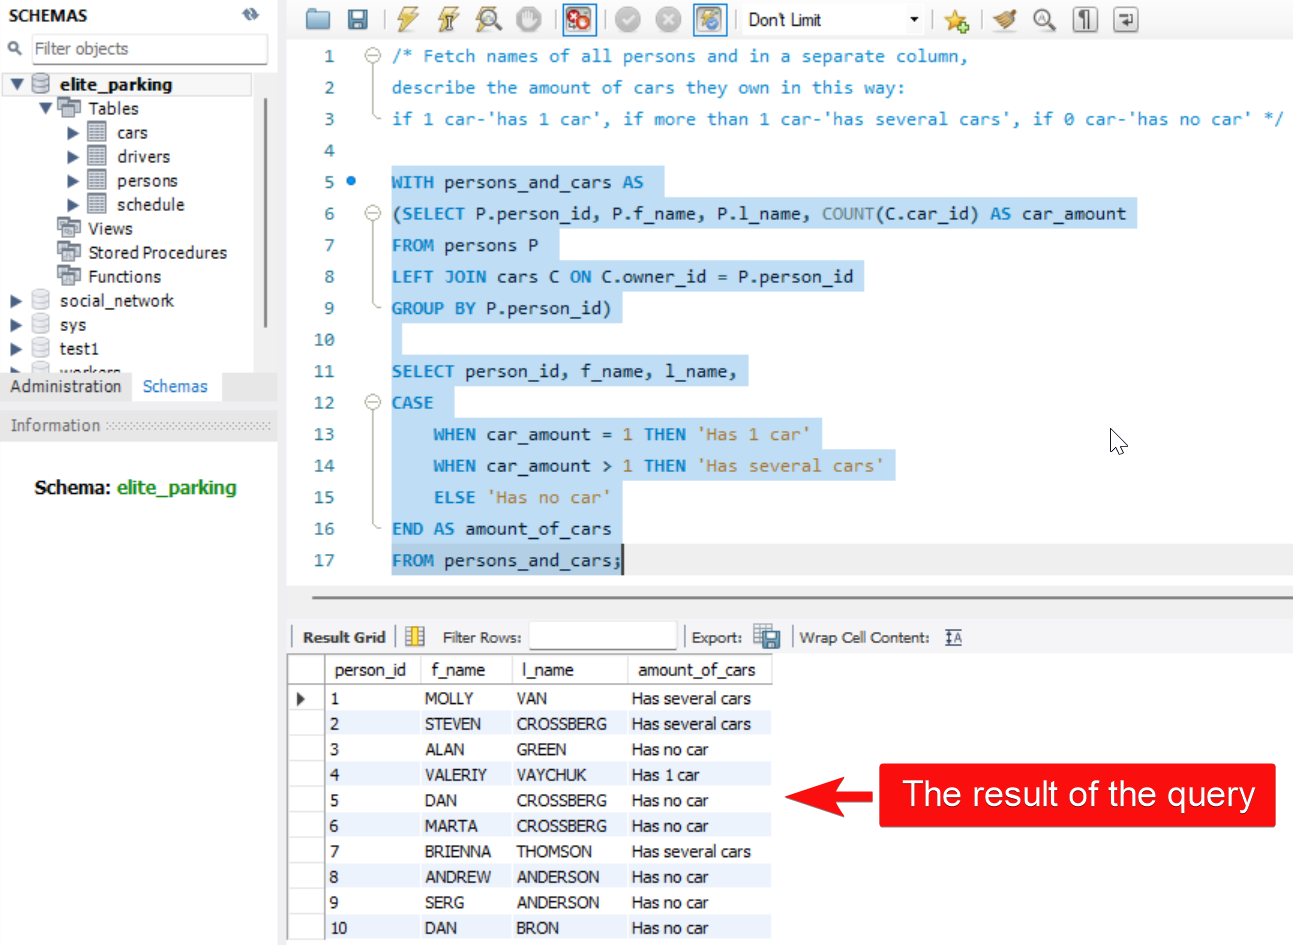 SCHEMAS
Filter objects
elite_parking
Tables
cars
drivers
persons
schedule
Views
Stored Procedures
Functions
social_network
sys
test1
workers
Administration Schemas
Information
Schema: elite_parking
Don't Limit
1 /* Fetch names of all persons and in a separate column,
2 describe the amount of cars they own in this way:
3 if 1 car-'has 1 car', if more than 1 car-'has several cars', if 0 car-'has no car' */
4
5 WITH persons_and_cars AS
6 (SELECT P.person_id, P.f_name, P.l_name, COUNT(C.car_id) AS car_amount
7 FROM persons P
8 LEFT JOIN cars C ON C.owner_id = P.person_id
9 GROUP BY P.person_id)
10
11 SELECT person_id, f_name, l_name,
12 CASE
13 WHEN car_amount = 1 THEN 'Has 1 car'
14 WHEN car_amount > 1 THEN 'Has several cars'
15 ELSE 'Has no car'
16 END AS amount_of_cars
17 FROM persons_and_cars;
Result Grid Filter Rows: Export: Wrap Cell Content:
person_id f_name l_name amount_of_cars
1 MOLLY VAN Has several cars
2 STEVEN CROSSBERG Has several cars
3 ALAN GREEN Has no car
4 VALERIY VAYCHUK Has 1 car
5 DAN CROSSBERG Has no car
6 MARTA CROSSBERG Has no car
7 BRIENNA THOMSON Has several cars
8 ANDREW ANDERSON Has no car
9 SERG ANDERSON Has no car
10 DAN BRON Has no car
The result of the query